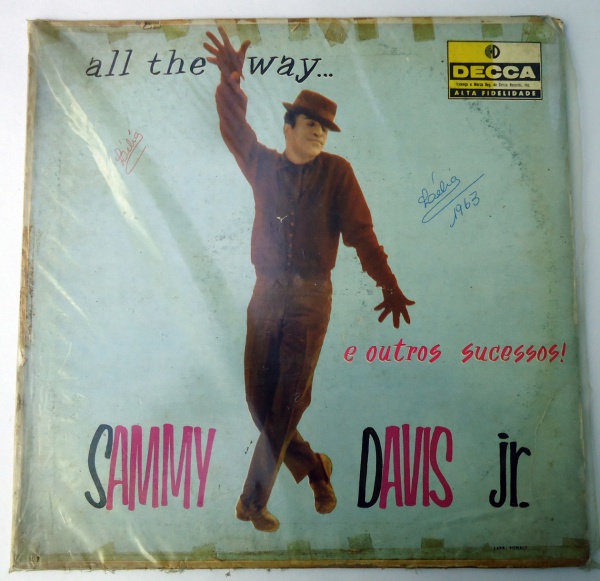 all the way...
DECCA
ALTA FIDELIDADE
1963
e outros sucessos!
SAMMY DAVIS jr.